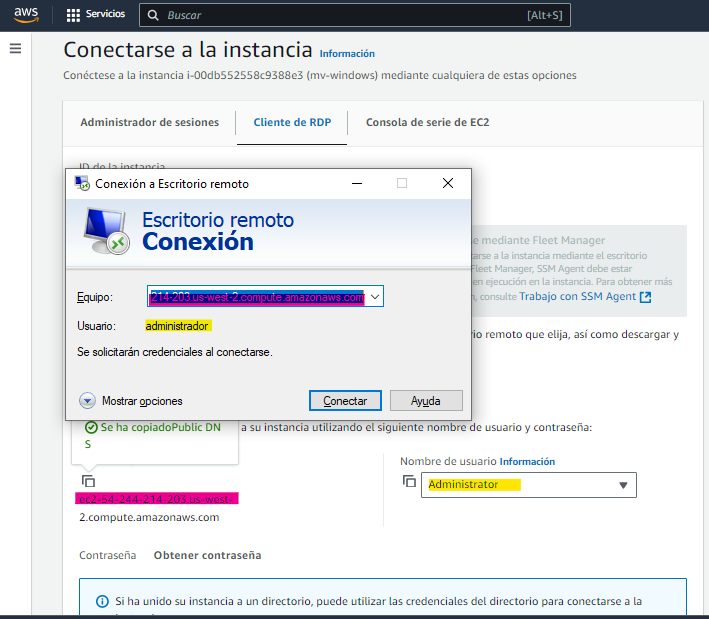 aws
Servicios
Buscar
[Alt+S]
Conectarse a la instancia Información
Conéctese a la instancia i-00db552558c9388e3 (mv-windows) mediante cualquiera de estas opciones
Administrador de sesiones
Cliente de RDP
Consola de serie de EC2
ID de la instancia
Conexión a Escritorio remoto
Escritorio remoto
Conexión
se mediante Fleet Manager
tarse a la instancia mediante el escritorio
Fleet Manager, SSM Agent debe estar
en ejecución en la instancia. Para obtener más
n, consulte Trabajo con SSM Agent
Equipo:
214-203.us-west-2.compute.amazonaws.com
Usuario:
administrador
io remoto que elija, así como descargar y
Se solicitarán credenciales al conectarse.
Mostrar opciones
Conectar
Ayuda
Se ha copiadoPublic DN
S
a su instancia utilizando el siguiente nombre de usuario y contraseña:
Nombre de usuario Información
Administrator
ec2-54-244-214-203.us-west-
2.compute.amazonaws.com
Contraseña
Obtener contraseña
Si ha unido su instancia a un directorio, puede utilizar las credenciales del directorio para conectarse a la